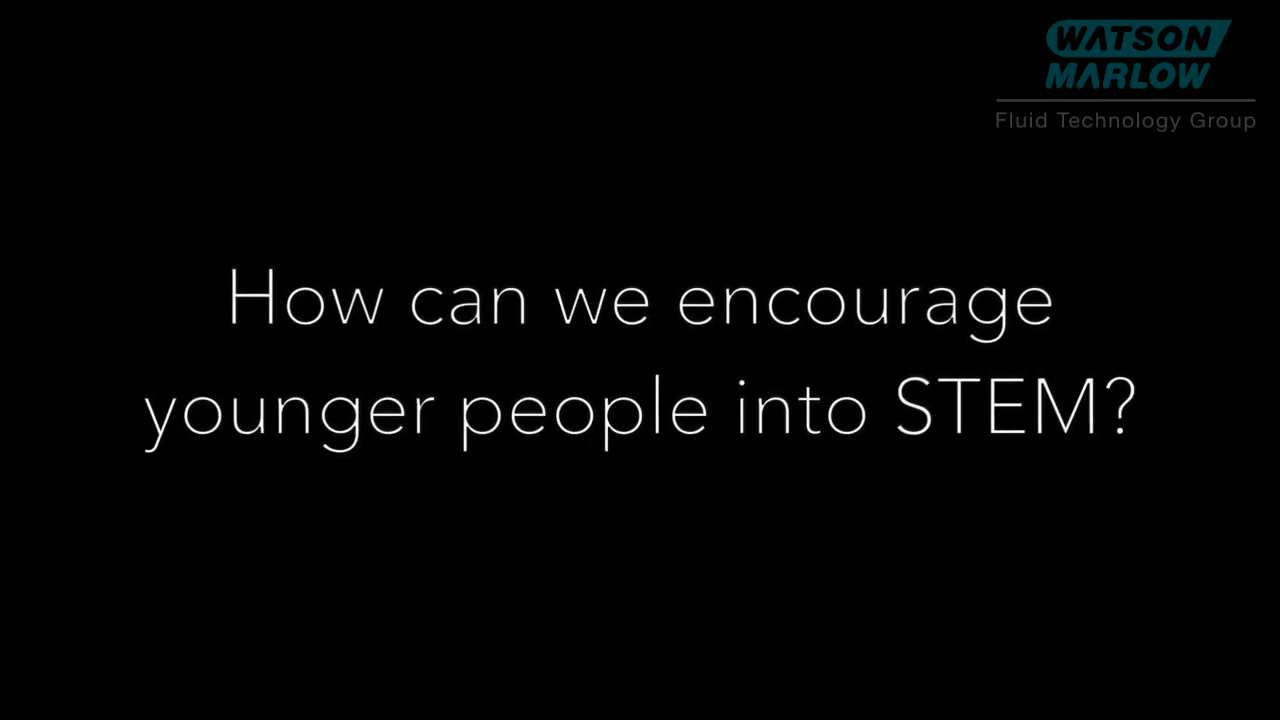 WATSON
MARLOW
Fluid Technology Group
How can we encourage
younger people into STEM?